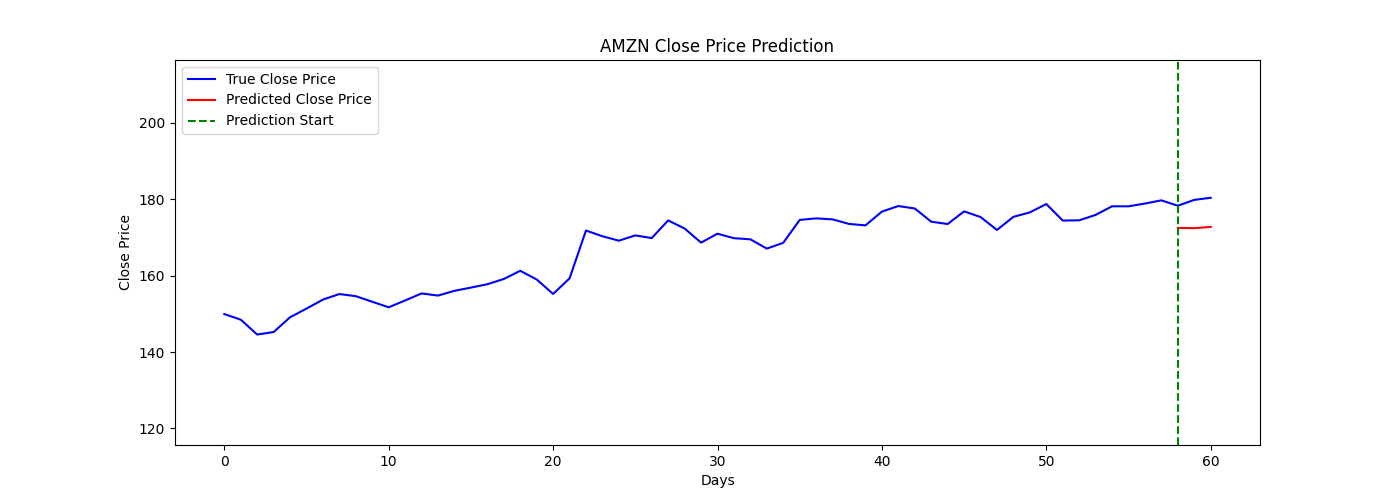 AMZN Close Price Prediction
True Close Price
Predicted Close Price
Prediction Start
Close Price
200
180
160
140
120
0 10 20 30 40 50 60
Days